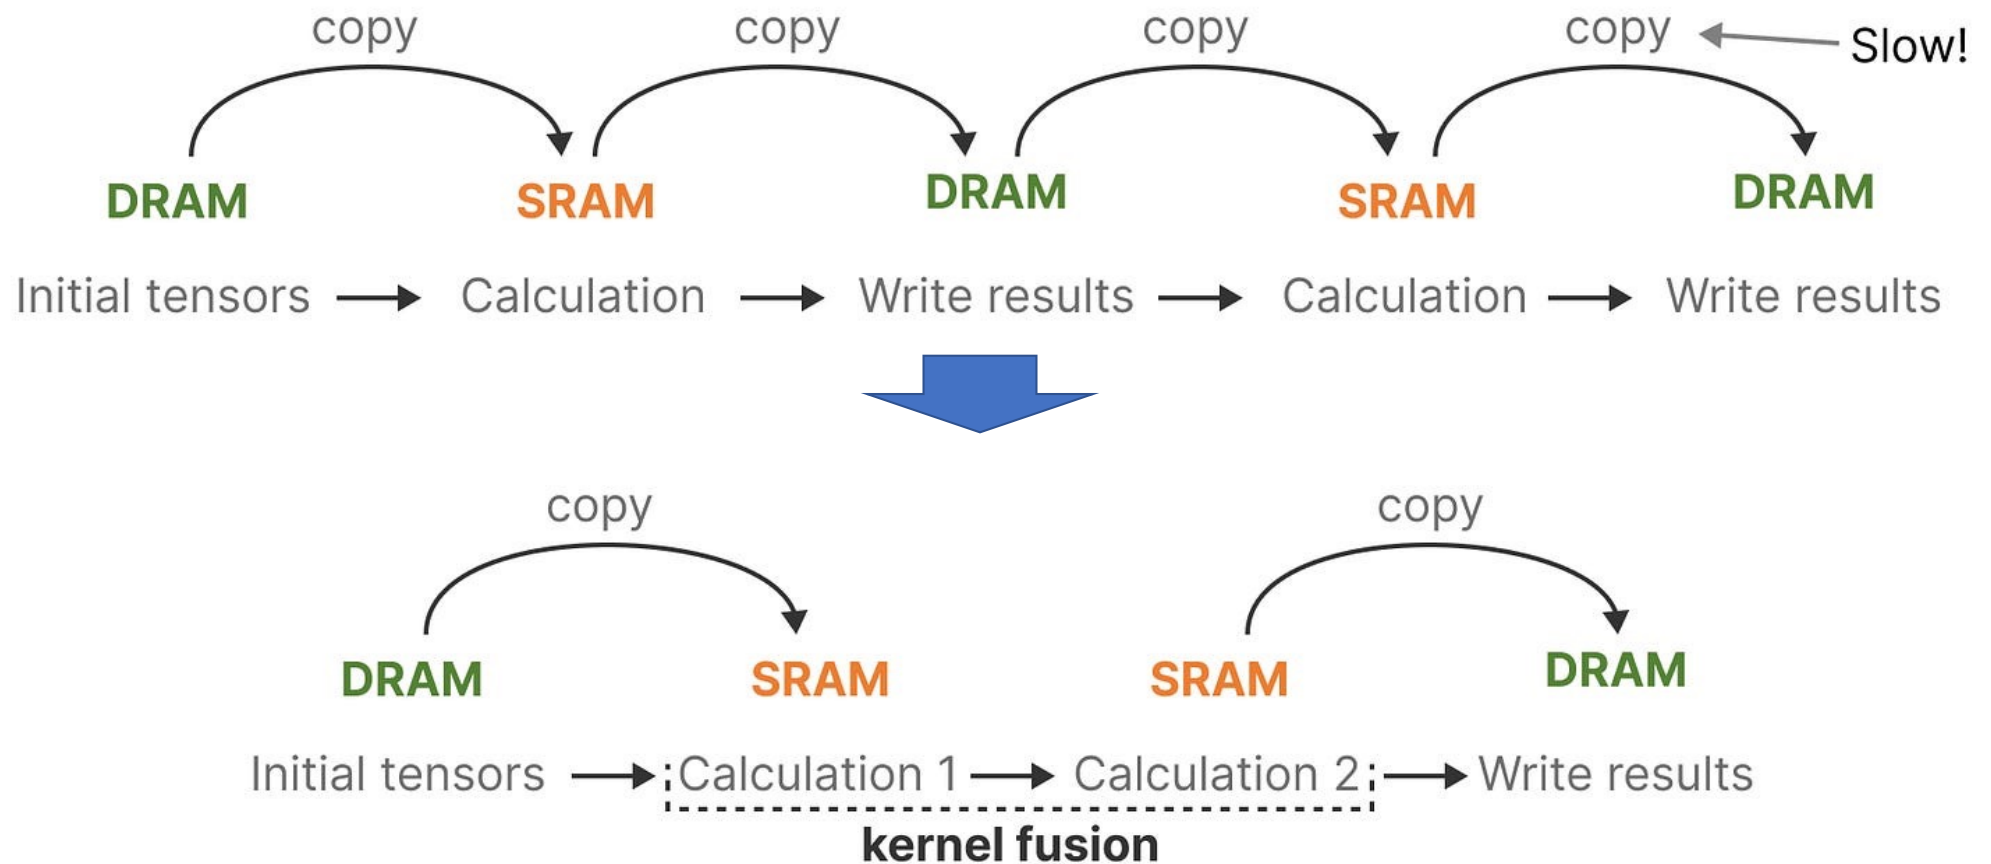 copy copy copy copy Slow!
DRAM SRAM DRAM SRAM DRAM
Initial tensors Calculation Write results Calculation Write results
copy copy
DRAM SRAM SRAM DRAM
Initial tensors Calculation 1 Calculation 2 Write results
kernel fusion